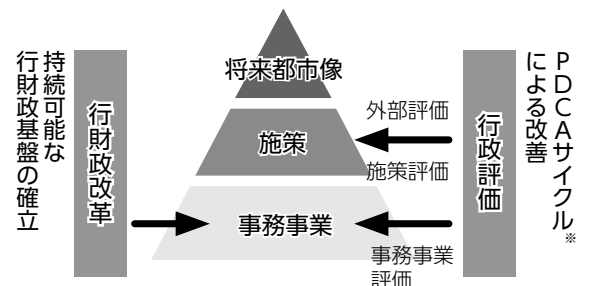 持続可能な
行財政基盤の確立
行財政改革
将来都市像
施策
事務事業
外部評価
施策評価
事務事業
評価
行政評価
PDCAサイクル※
による改善